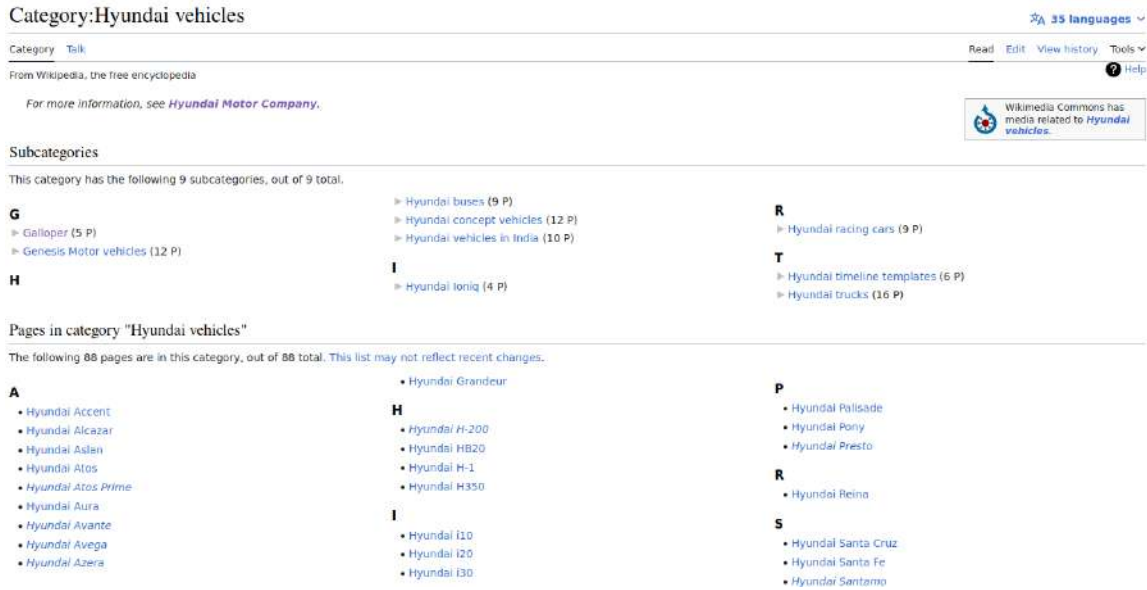 Category:Hyundai vehicles
35 languages
Category Talk
Read Edit View history Tools
From Wikipedia, the free encyclopedia
Help
For more information, see Hyundai Motor Company.
Wikimedia Commons has
media related to Hyundai
vehicles.
Subcategories
This category has the following 9 subcategories, out of 9 total.
G
Galloper (5 P)
Genesis Motor vehicles (12 P)
H
Hyundai buses (9 P)
Hyundai concept vehicles (12 P)
Hyundai vehicles in India (10 P)
I
Hyundai Ioniq (4 P)
R
Hyundai racing cars (9 P)
T
Hyundai timeline templates (6 P)
Hyundai trucks (16 P)
Pages in category "Hyundai vehicles"
The following 88 pages are in this category, out of 88 total. This list may not reflect recent changes.
A
• Hyundai Accent
• Hyundai Alcazar
• Hyundai Aslan
• Hyundai Atos
• Hyundai Atos Prime
• Hyundai Aura
• Hyundai Avante
• Hyundai Avega
• Hyundai Azera
• Hyundai Grandeur
H
• Hyundai H-200
• Hyundai HB20
• Hyundai H-1
• Hyundai H350
I
• Hyundai i10
• Hyundai i20
• Hyundai i30
P
• Hyundai Palisade
• Hyundai Pony
• Hyundai Presto
R
• Hyundai Reina
S
• Hyundai Santa Cruz
• Hyundai Santa Fe
• Hyundai Santamo